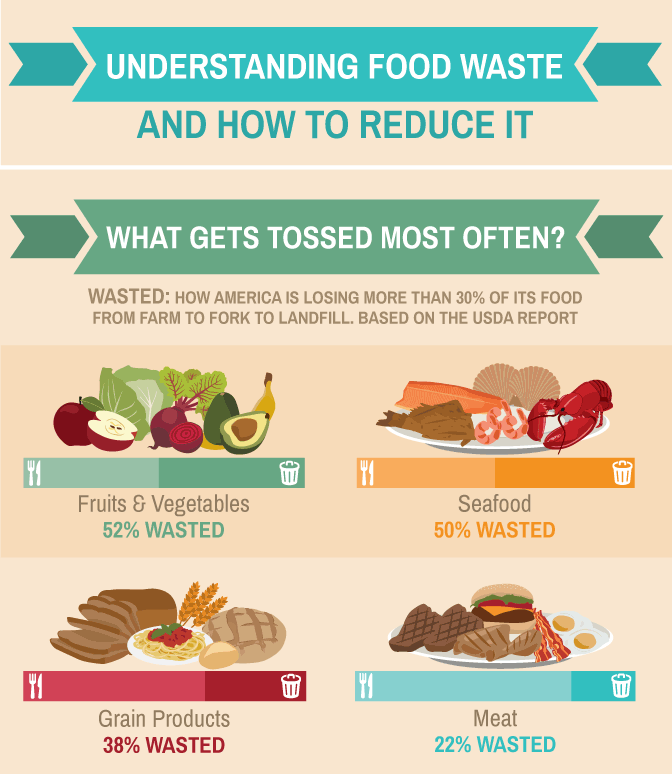 UNDERSTANDING FOOD WASTE
AND HOW TO REDUCE IT
WHAT GETS TOSSED MOST OFTEN?
WASTED: HOW AMERICA IS LOSING MORE THAN 30% OF ITS FOOD
FROM FARM TO FORK TO LANDFILL. BASED ON THE USDA REPORT
Fruits & Vegetables
52% WASTED
Seafood
50% WASTED
Grain Products
38% WASTED
Meat
22% WASTED